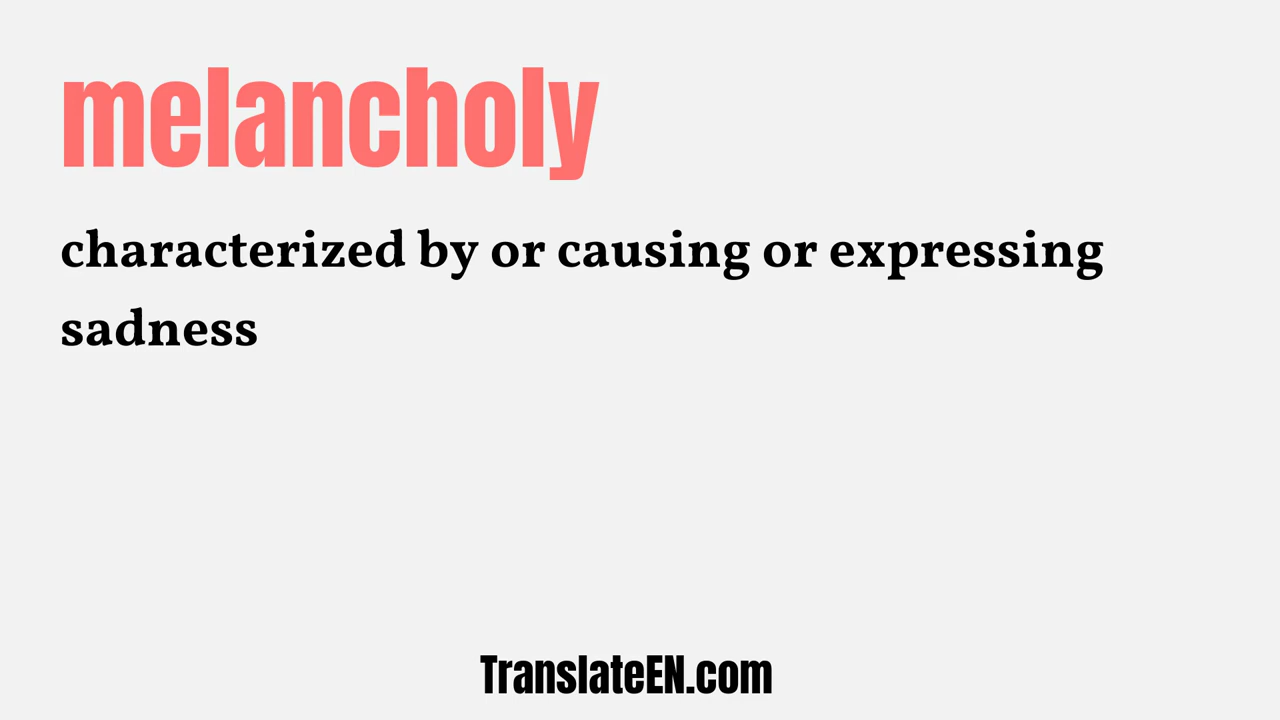 melancholy
characterized by or causing or expressing
sadness
TranslateEN.com